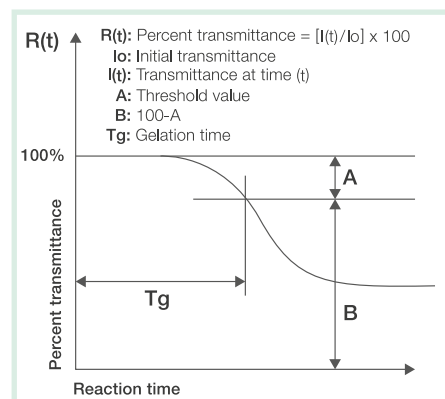 R(t)
R(t): Percent transmittance = [I(t)/Io] x 100
Io: Initial transmittance
I(t): Transmittance at time (t)
A: Threshold value
B: 100-A
Tg: Gelation time
100%
A
Tg
B
Percent transmittance
Reaction time